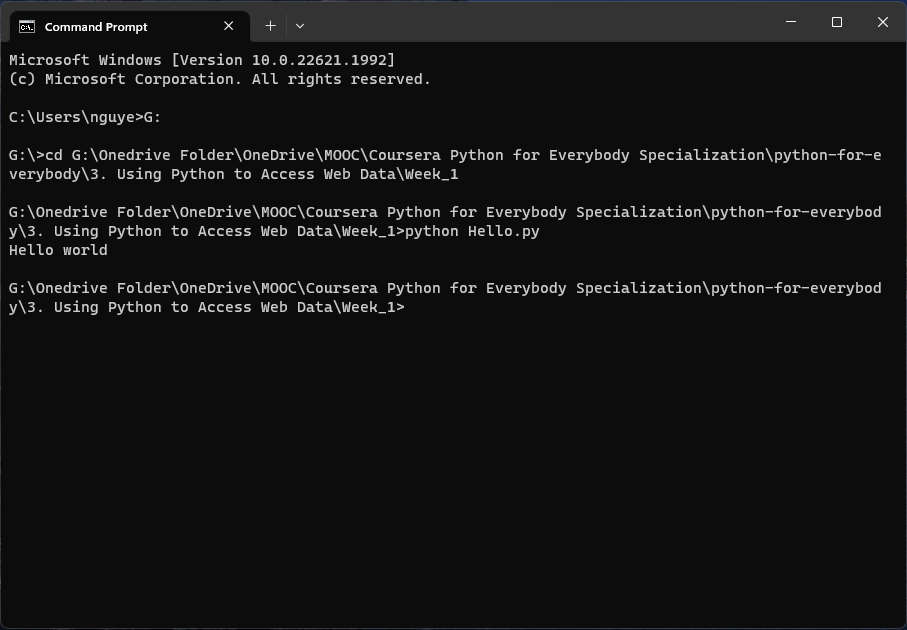 Command Prompt
Microsoft Windows [Version 10.0.22621.1992]
(c) Microsoft Corporation. All rights reserved.
C:\Users\nguye>G:
G:\>cd G:\Onedrive Folder\OneDrive\MOOC\Coursera Python for Everybody Specialization\python-for-e
verybody\3. Using Python to Access Web Data\Week_1
G:\Onedrive Folder\OneDrive\MOOC\Coursera Python for Everybody Specialization\python-for-everybod
y\3. Using Python to Access Web Data\Week_1>python Hello.py
Hello world
G:\Onedrive Folder\OneDrive\MOOC\Coursera Python for Everybody Specialization\python-for-everybod
y\3. Using Python to Access Web Data\Week_1>